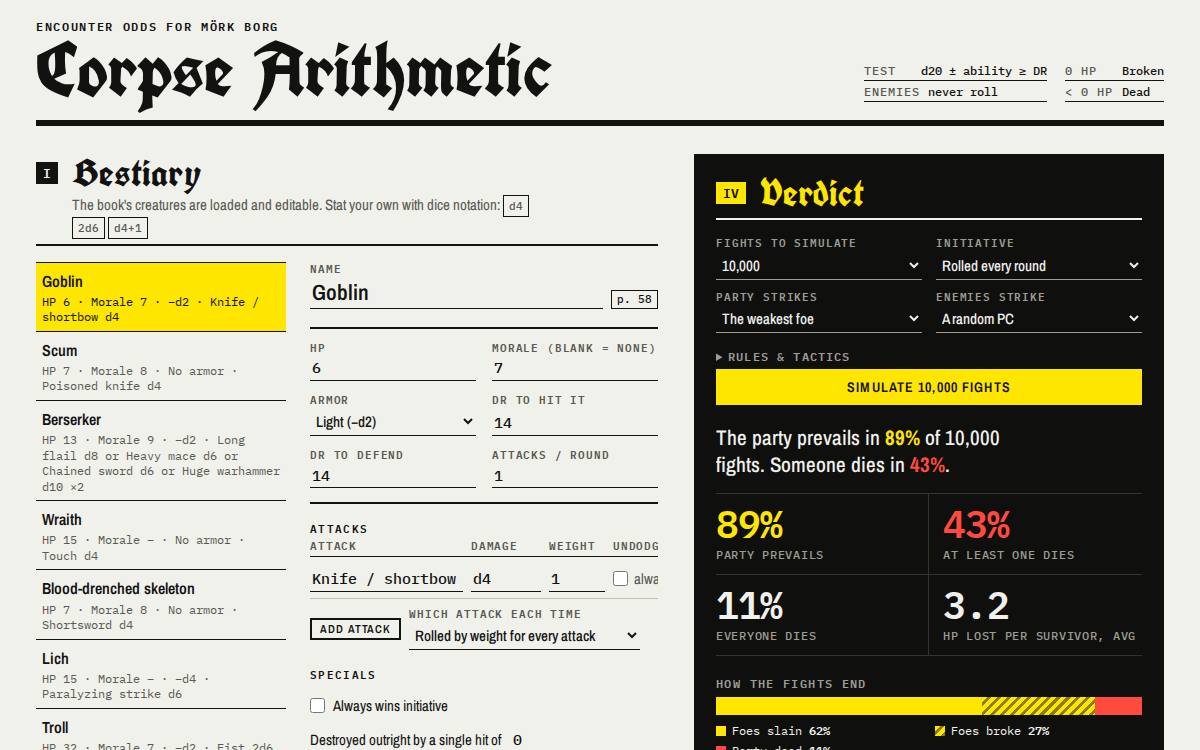 ENCOUNTER ODDS FOR MÖRK BORG
Corpse Arithmetic
TEST d20 ± ability ≥ DR
ENEMIES never roll
0 HP Broken
< 0 HP Dead
I Bestiary
The book's creatures are loaded and editable. Stat your own with dice notation: d4
2d6 d4+1
Goblin
HP 6 · Morale 7 · −d2 · Knife /
shortbow d4
Scum
HP 7 · Morale 8 · No armor ·
Poisoned knife d4
Berserker
HP 13 · Morale 9 · −d2 · Long
flail d8 or Heavy mace d6 or
Chained sword d6 or Huge warhammer
d10 ×2
Wraith
HP 15 · Morale – · No armor ·
Touch d4
Blood-drenched skeleton
HP 7 · Morale 8 · No armor ·
Shortsword d4
Lich
HP 15 · Morale – · −d4 ·
Paralyzing strike d6
Troll
HP 32 · Morale 7 · −d2 · Fist 2d6
NAME
Goblin
p. 58
HP
6
MORALE (BLANK = NONE)
7
ARMOR
Light (−d2)
DR TO HIT IT
14
DR TO DEFEND
14
ATTACKS / ROUND
1
ATTACKS
ATTACK DAMAGE WEIGHT UNDODG
Knife / shortbow d4 1 alwa
ADD ATTACK
WHICH ATTACK EACH TIME
Rolled by weight for every attack
SPECIALS
Always wins initiative
Destroyed outright by a single hit of 0
IV Verdict
FIGHTS TO SIMULATE
10,000
INITIATIVE
Rolled every round
PARTY STRIKES
The weakest foe
ENEMIES STRIKE
A random PC
RULES & TACTICS
SIMULATE 10,000 FIGHTS
The party prevails in 89% of 10,000
fights. Someone dies in 43%.
89%
PARTY PREVAILS
43%
AT LEAST ONE DIES
11%
EVERYONE DIES
3.2
HP LOST PER SURVIVOR, AVG
HOW THE FIGHTS END
Foes slain 62%
Foes broke 27%
Party dead 11%